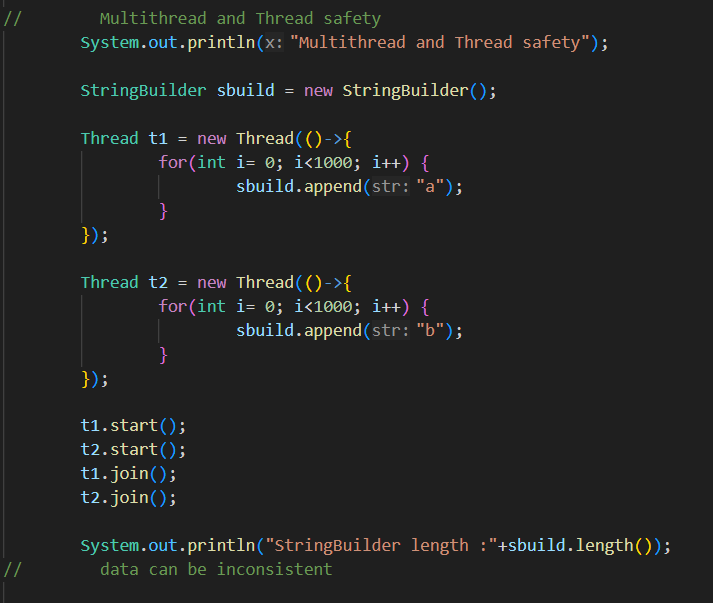 //        Multithread and Thread safety
        System.out.println(x: "Multithread and Thread safety");
        StringBuilder sbuild = new StringBuilder();
        Thread t1 = new Thread(()->{
                for(int i= 0; i<1000; i++) {
                        sbuild.append(str: "a");
                }
        });
        Thread t2 = new Thread(()->{
                for(int i= 0; i<1000; i++) {
                        sbuild.append(str: "b");
                }
        });
        t1.start();
        t2.start();
        t1.join();
        t2.join();
        System.out.println("StringBuilder length :"+sbuild.length());
//        data can be inconsistent